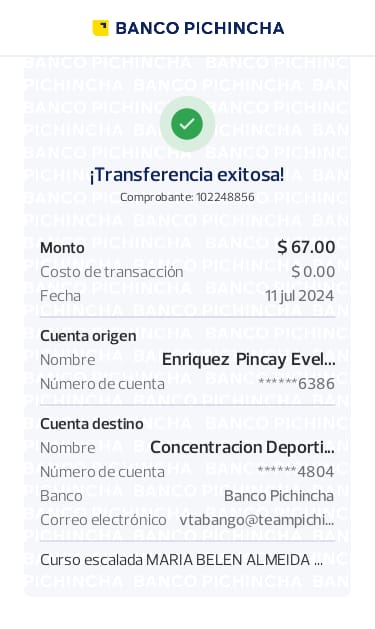 BANCO PICHINCHA
¡Transferencia exitosa!
Comprobante: 102248856
Monto $ 67.00
Costo de transacción $ 0.00
Fecha 11 jul 2024
Cuenta origen
Nombre Enriquez Pincay Evel...
Número de cuenta ******6386
Cuenta destino
Nombre Concentracion Deporti...
Número de cuenta ******4804
Banco Banco Pichincha
Correo electrónico vtabango@teampichi...
Curso escalada MARIA BELEN ALMEIDA ...